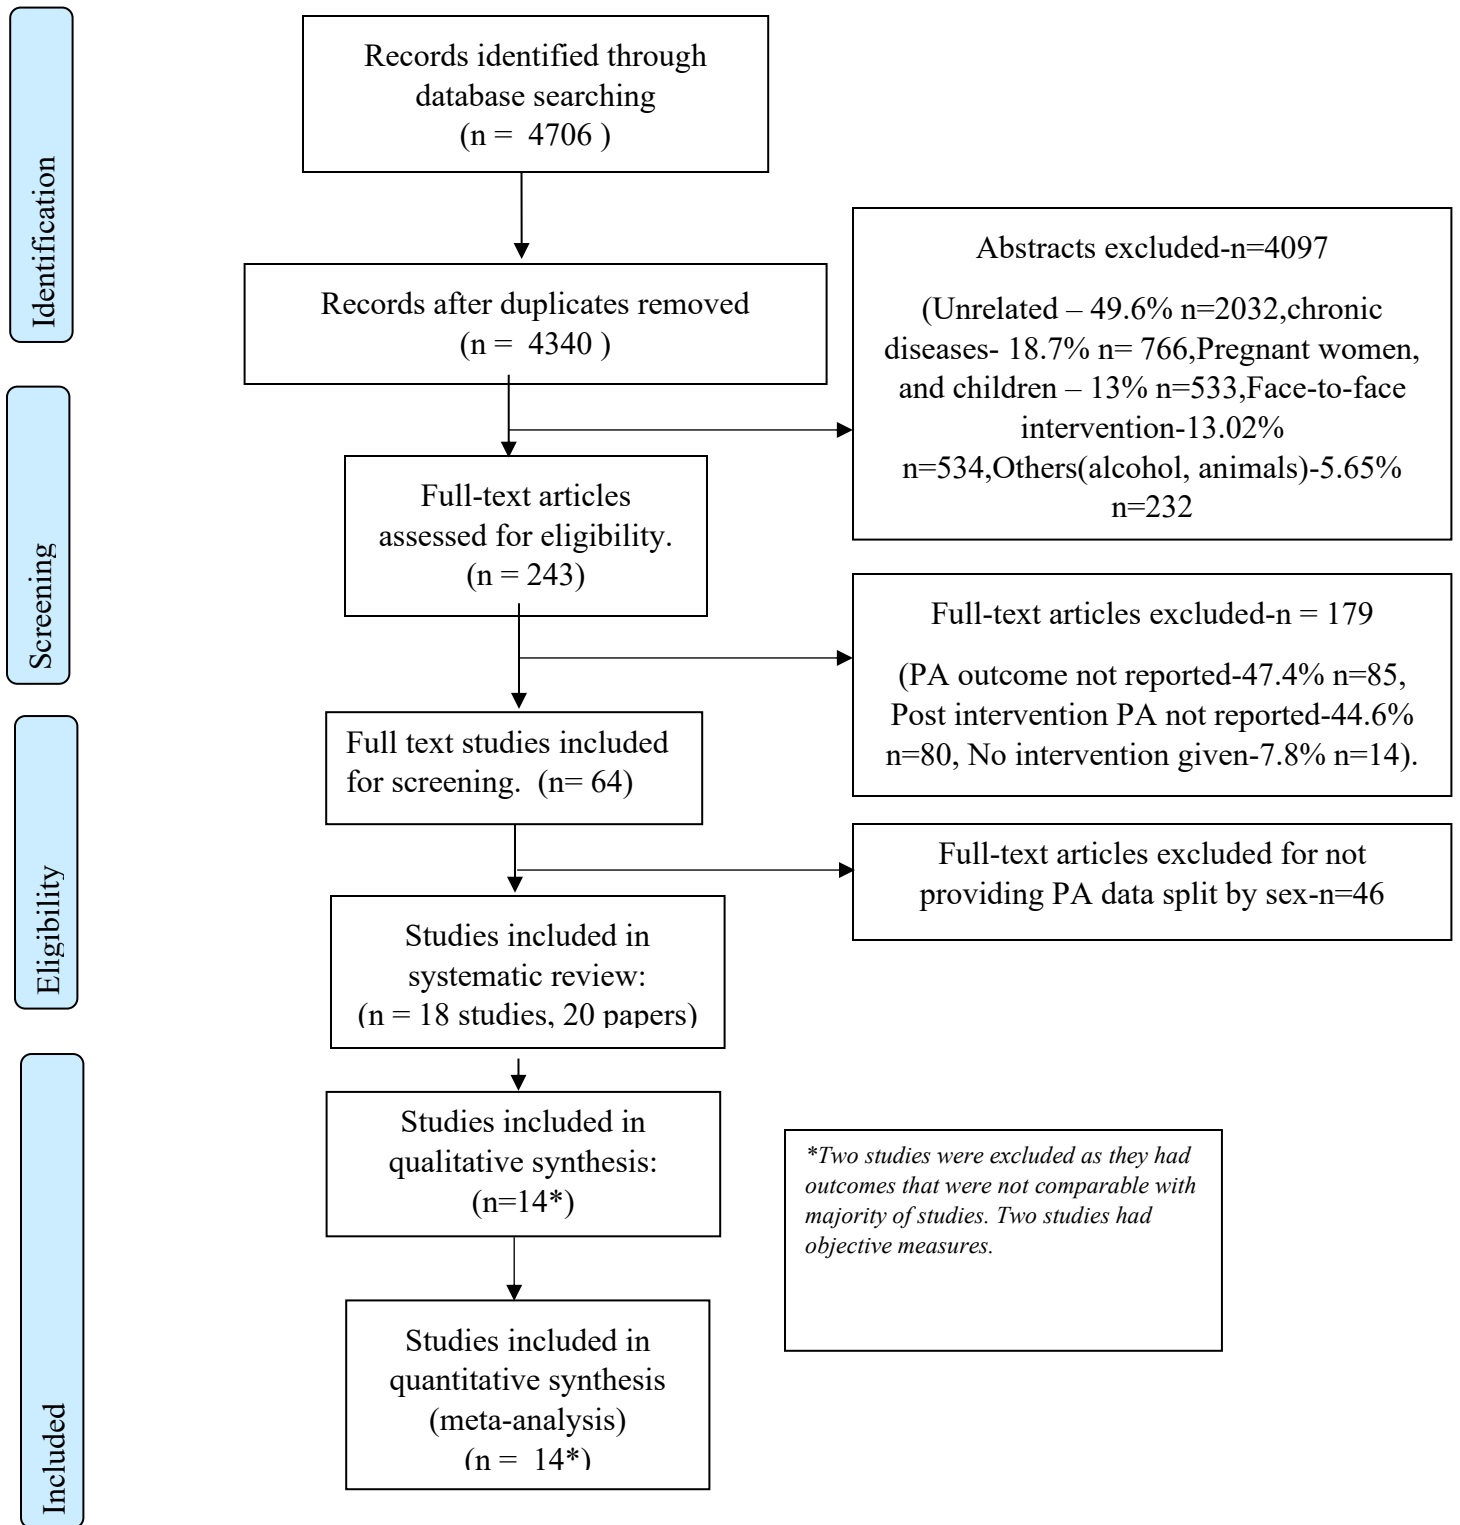 Identification
Records identified through
database searching
(n = 4706 )
Records after duplicates removed
(n = 4340 )
Abstracts excluded-n=4097
(Unrelated – 49.6% n=2032,chronic
diseases- 18.7% n= 766,Pregnant women,
and children – 13% n=533,Face-to-face
intervention-13.02%
n=534,Others(alcohol, animals)-5.65%
n=232
Screening
Full-text articles
assessed for eligibility.
(n = 243)
Full-text articles excluded-n = 179
(PA outcome not reported-47.4% n=85,
Post intervention PA not reported-44.6%
n=80, No intervention given-7.8% n=14).
Eligibility
Full text studies included
for screening. (n= 64)
Full-text articles excluded for not
providing PA data split by sex-n=46
Studies included in
systematic review:
(n = 18 studies, 20 papers)
Included
Studies included in
qualitative synthesis:
(n=14*)
*Two studies were excluded as they had
outcomes that were not comparable with
majority of studies. Two studies had
objective measures.
Studies included in
quantitative synthesis
(meta-analysis)
(n = 14*)